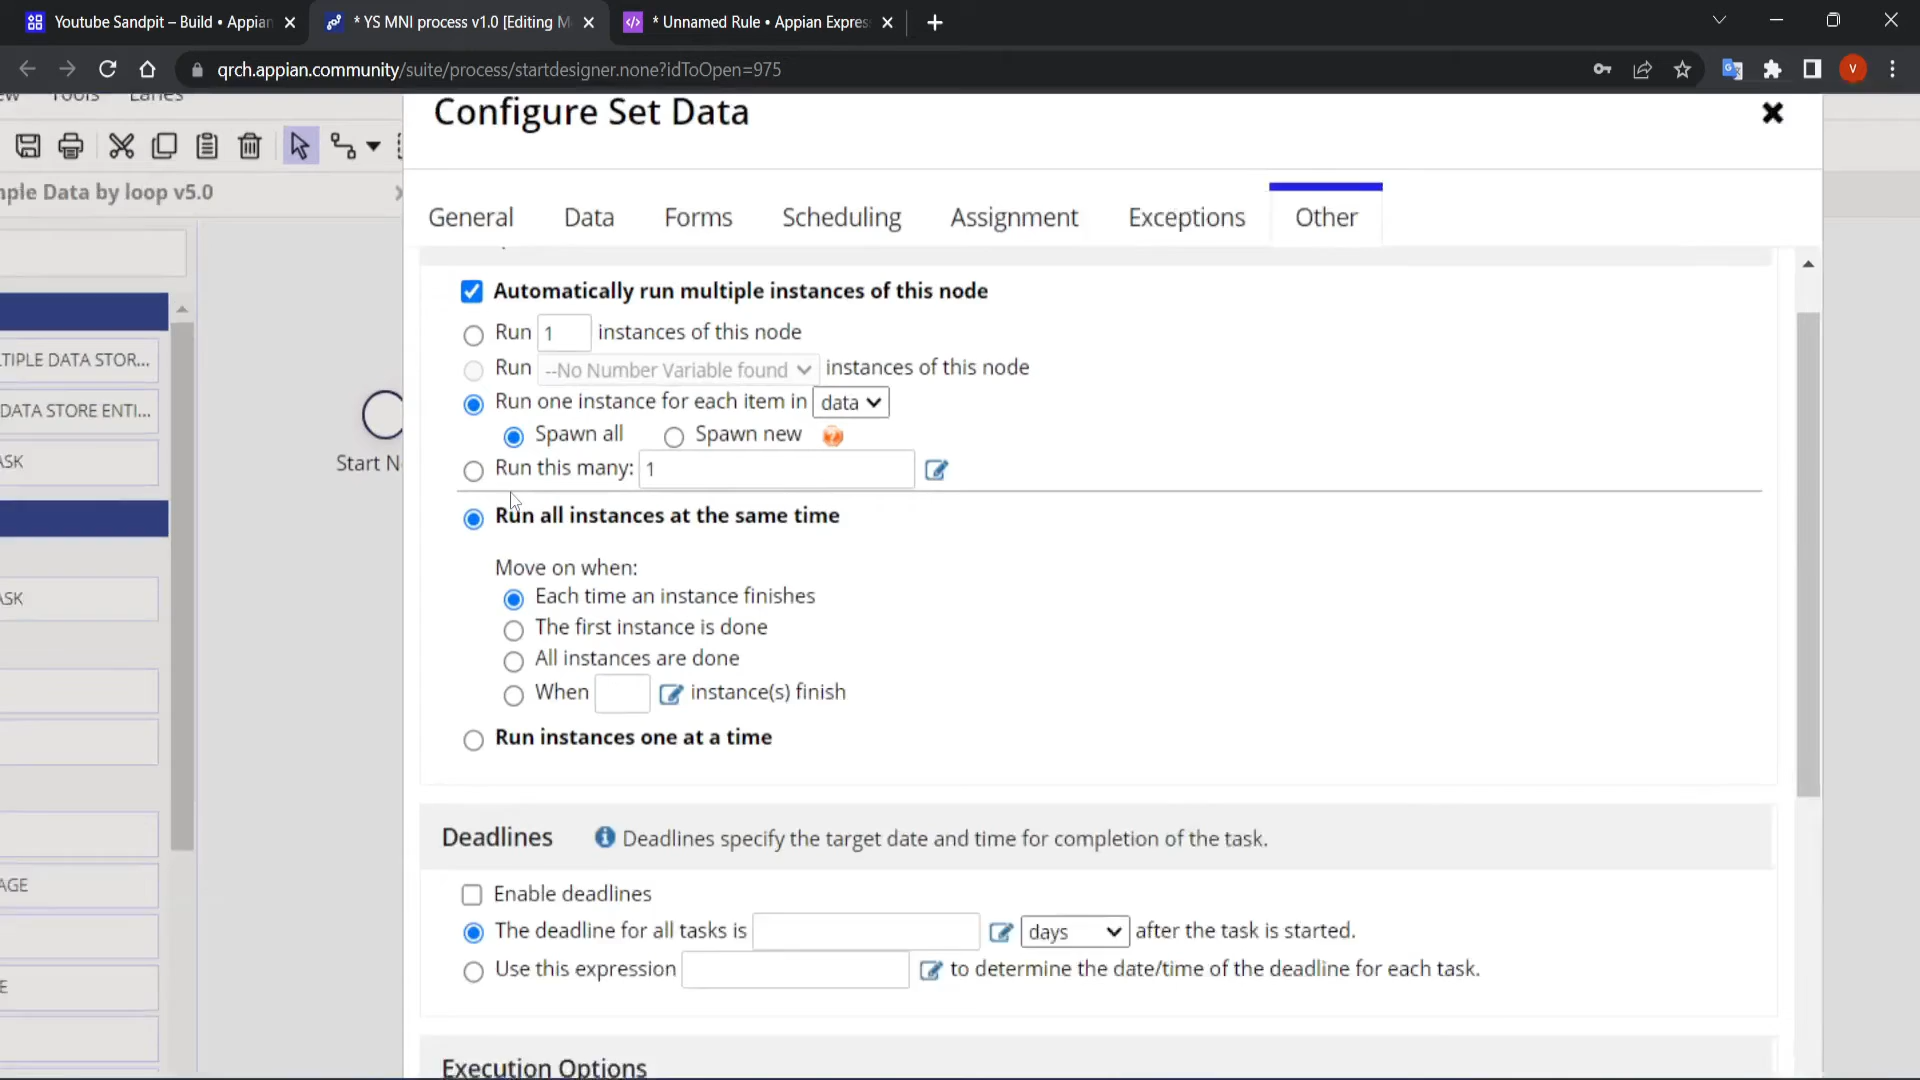 Youtube Sandpit – Build • Appian
* YS MNI process v1.0 [Editing M
* Unnamed Rule • Appian Expres
qrch.appian.community/suite/process/startdesigner.none?idToOpen=975
V
Tools Lanes
Configure Set Data
mple Data by loop v5.0
General Data Forms Scheduling Assignment Exceptions Other
Automatically run multiple instances of this node
Run 1 instances of this node
Run --No Number Variable found instances of this node
Run one instance for each item in data
Spawn all Spawn new
Run this many: 1
Run all instances at the same time
Move on when:
Each time an instance finishes
The first instance is done
All instances are done
When instance(s) finish
Run instances one at a time
Deadlines Deadlines specify the target date and time for completion of the task.
Enable deadlines
The deadline for all tasks is days after the task is started.
Use this expression to determine the date/time of the deadline for each task.
Execution Options
LTIPLE DATA STOR...
DATA STORE ENTI...
ASK
Start N
ASK
AGE
E
E